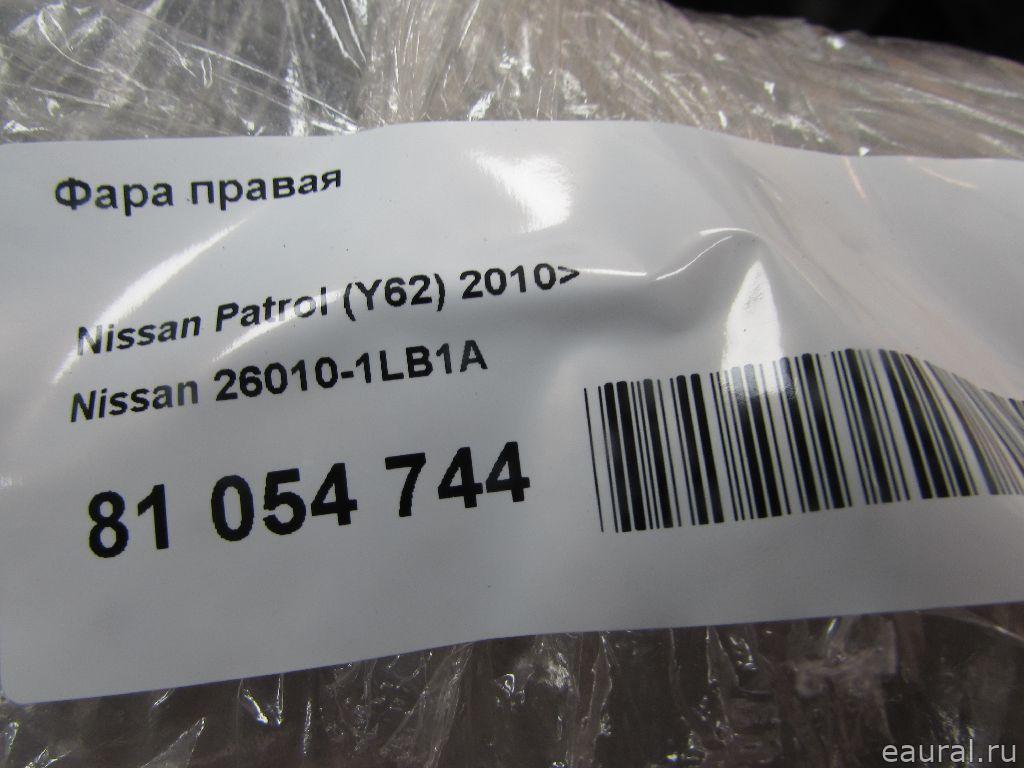 Фара правая
Nissan Patrol (Y62) 2010>
Nissan 26010-1LB1A
81 054 744
eaural.ru